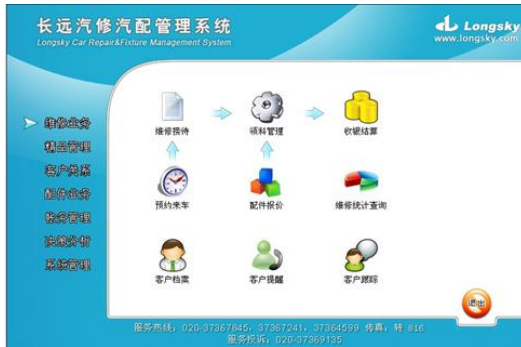 长远汽修汽配管理系统
Longsky Car Repair&Fixture Management System
Longsky
www.longsky.com
维修业务
精品管理
客户关系
配件业务
帐务管理
决策分析
系统管理
维修接待
领料管理
收银结算
预约来车
配件报价
维修统计查询
客户档案
客户提醒
客户跟踪
退出
服务热线：020-37367845，37367241，37364599 传真：转 816
服务投诉：020-37369135